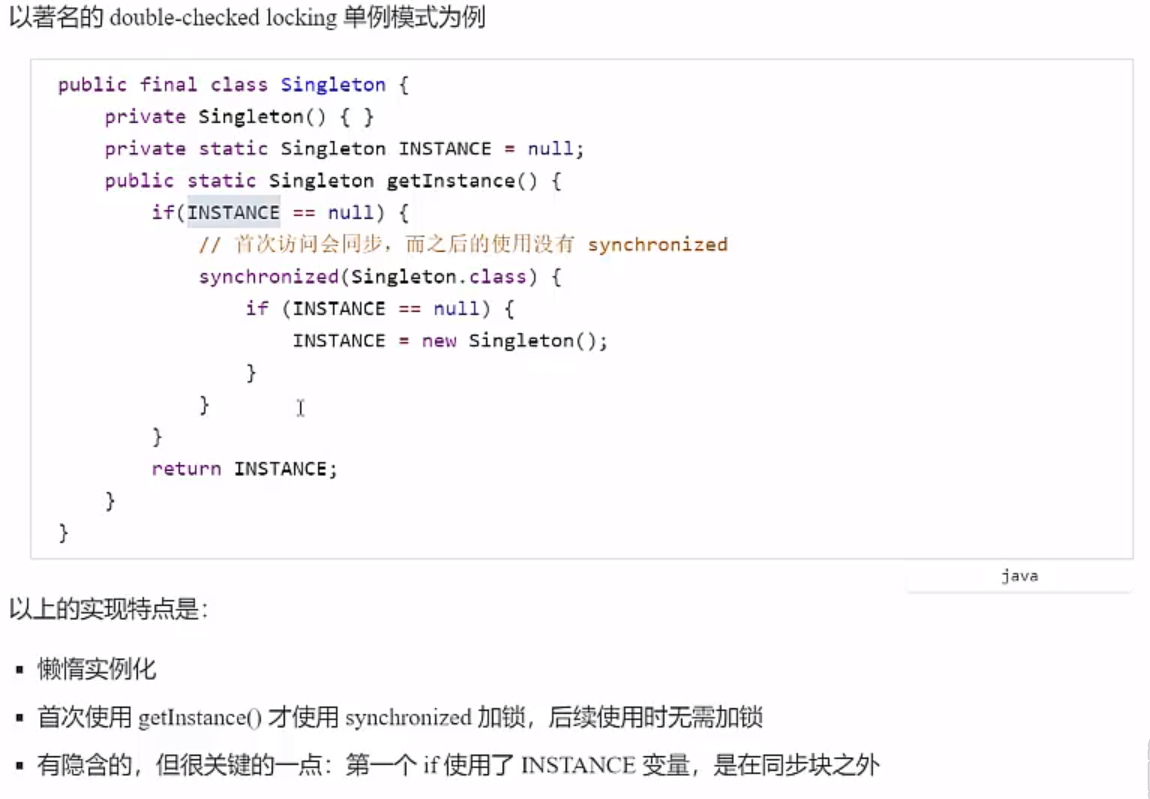 以著名的 double-checked locking 单例模式为例
public final class Singleton {
    private Singleton() { }
    private static Singleton INSTANCE = null;
    public static Singleton getInstance() {
        if(INSTANCE == null) {
            // 首次访问会同步，而之后的使用没有 synchronized
            synchronized(Singleton.class) {
                if (INSTANCE == null) {
                    INSTANCE = new Singleton();
                }
            }
        }
        return INSTANCE;
    }
}
java
以上的实现特点是：
▪ 懒惰实例化
▪ 首次使用 getInstance() 才使用 synchronized 加锁，后续使用时无需加锁
▪ 有隐含的，但很关键的一点：第一个 if 使用了 INSTANCE 变量，是在同步块之外